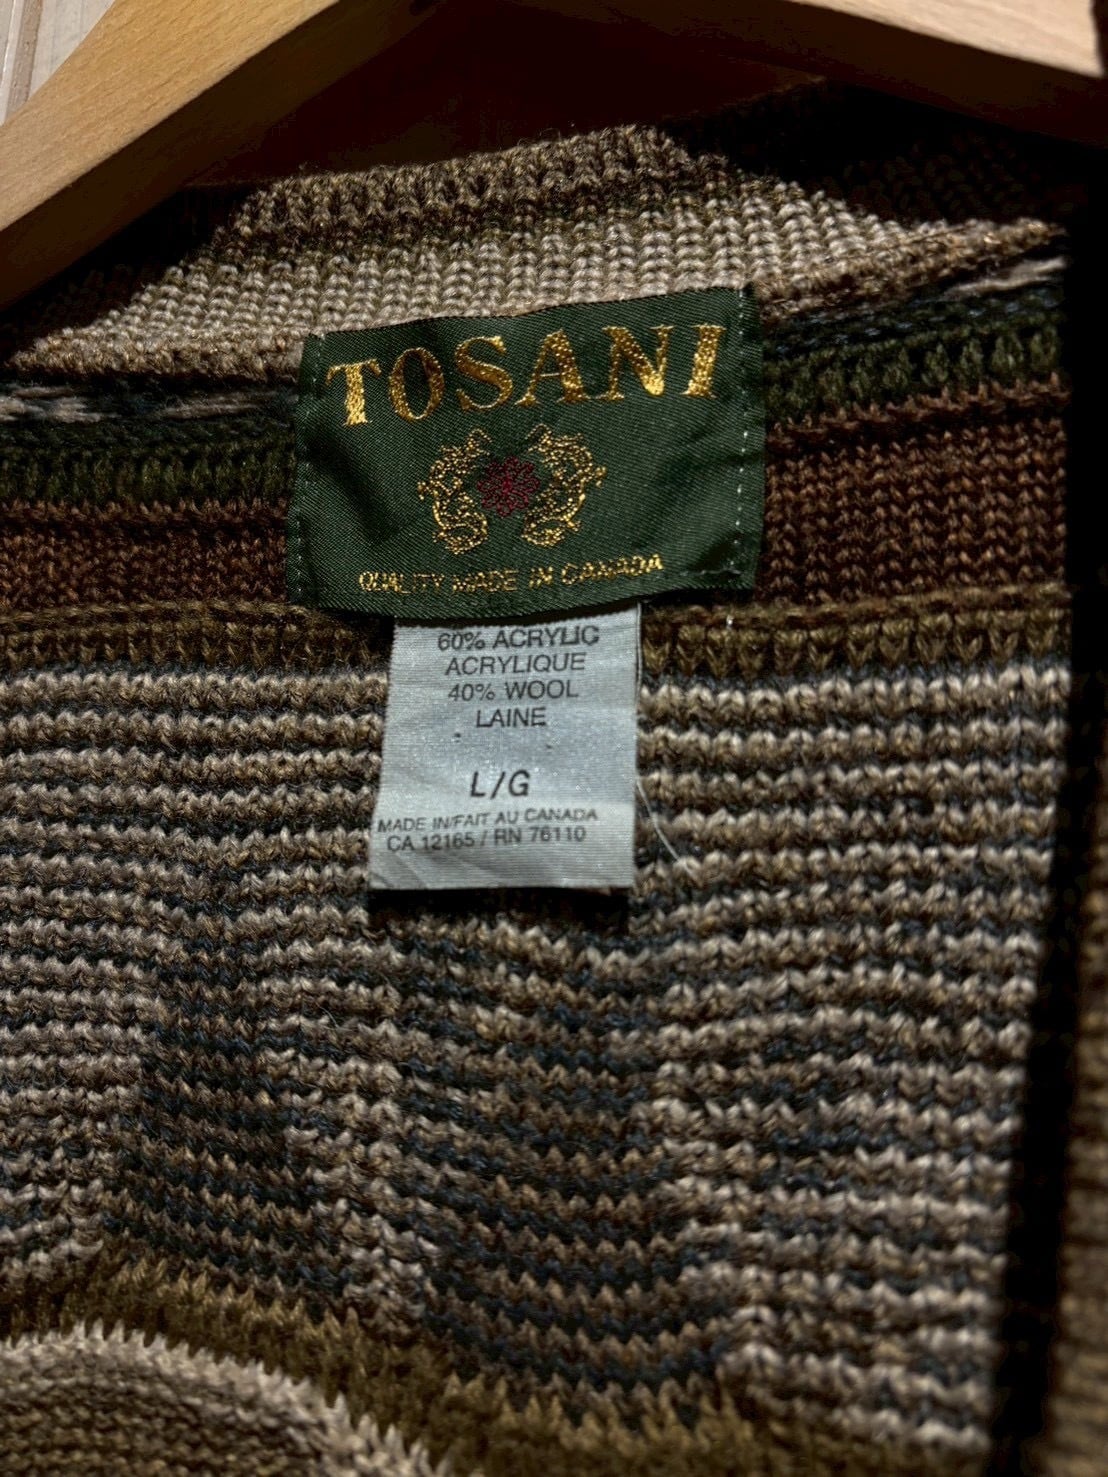 TOSANI
QUALITY MADE IN CANADA
60% ACRYLIC
ACRYLIQUE
40% WOOL
LAINE
L/G
MADE IN/FAIT AU CANADA
CA 12165 / RN 76110